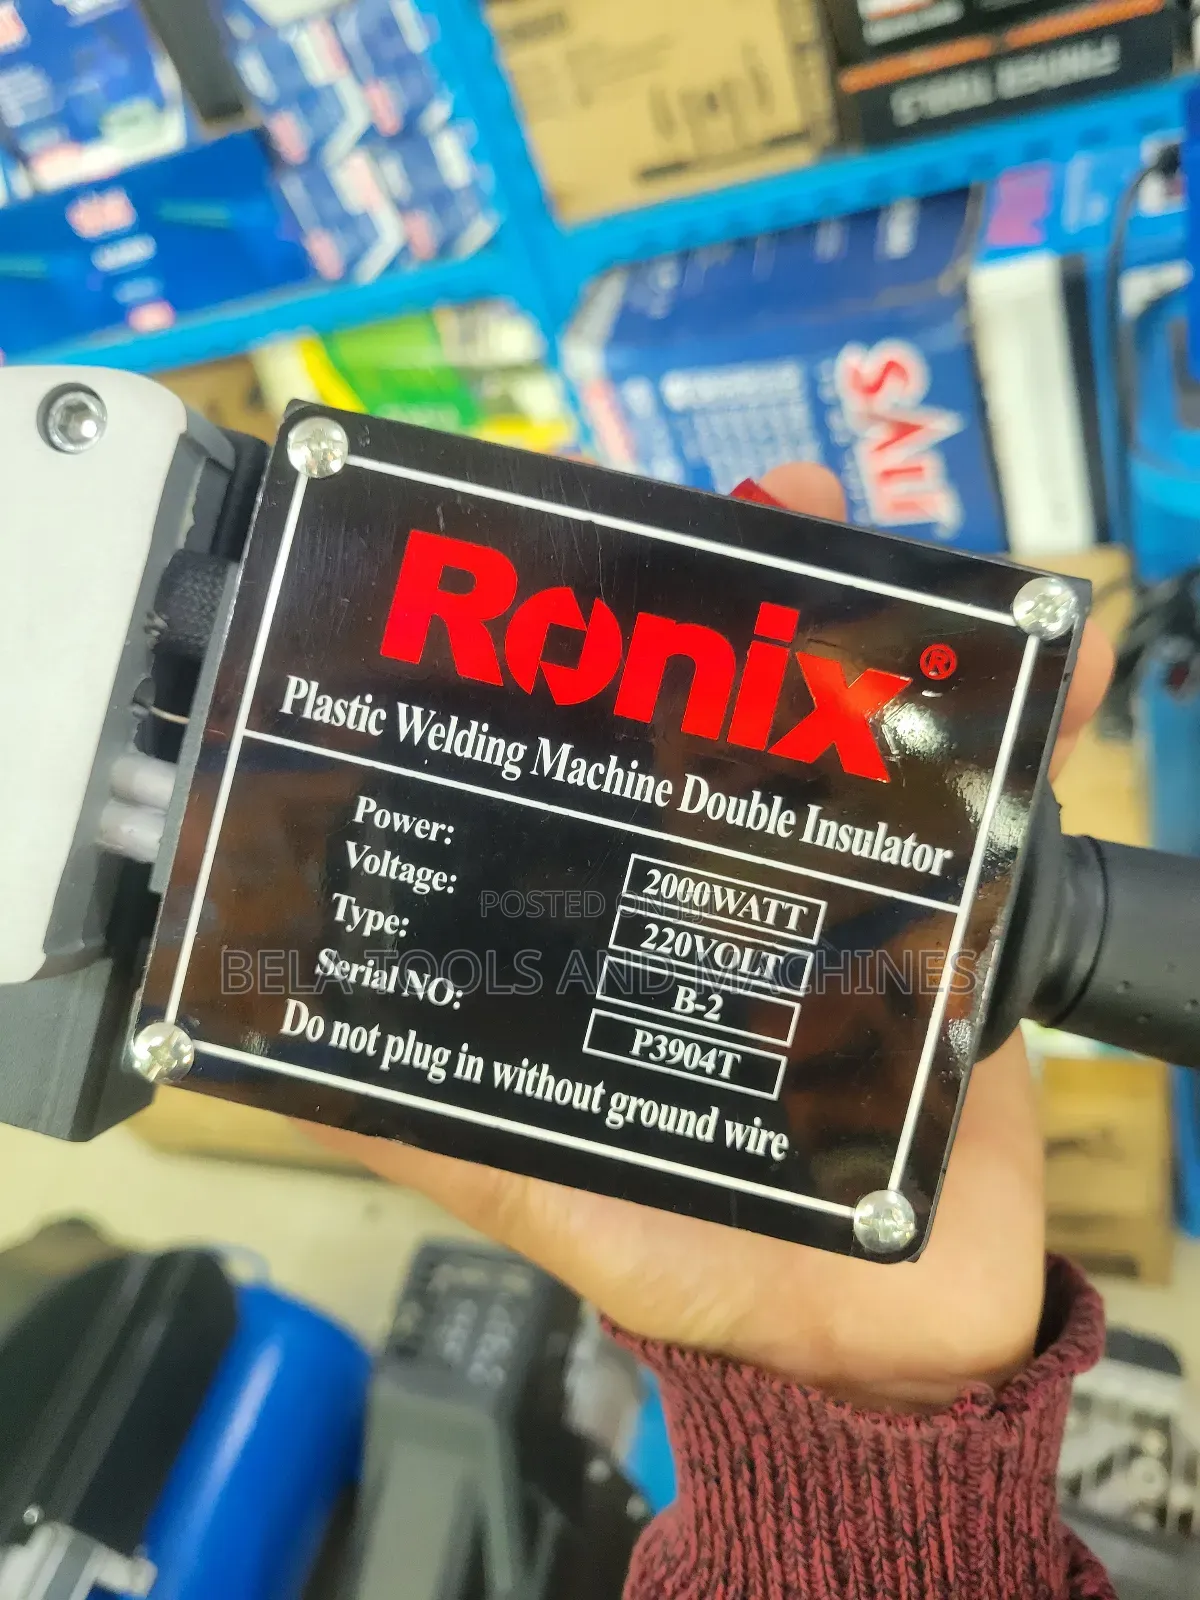 SALI
Ronix®
Plastic Welding Machine Double Insulator
Power: 2000WATT
Voltage: 220VOLT
Type: B-2
Serial NO: P3904T
Do not plug in without ground wire
POSTED ON
BELA TOOLS AND MACHINES